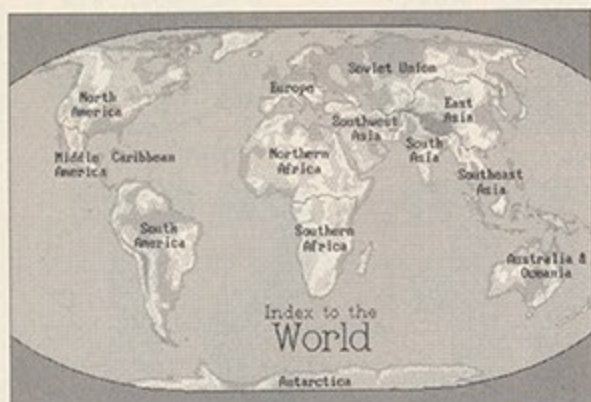 Soviet Union
Europe
North
America
East
Asia
Southwest
Asia
South
Asia
Middle
America
Caribbean
Northern
Africa
Southeast
Asia
South
America
Southern
Africa
Australia &
Oceania
Index to the
World
Antarctica